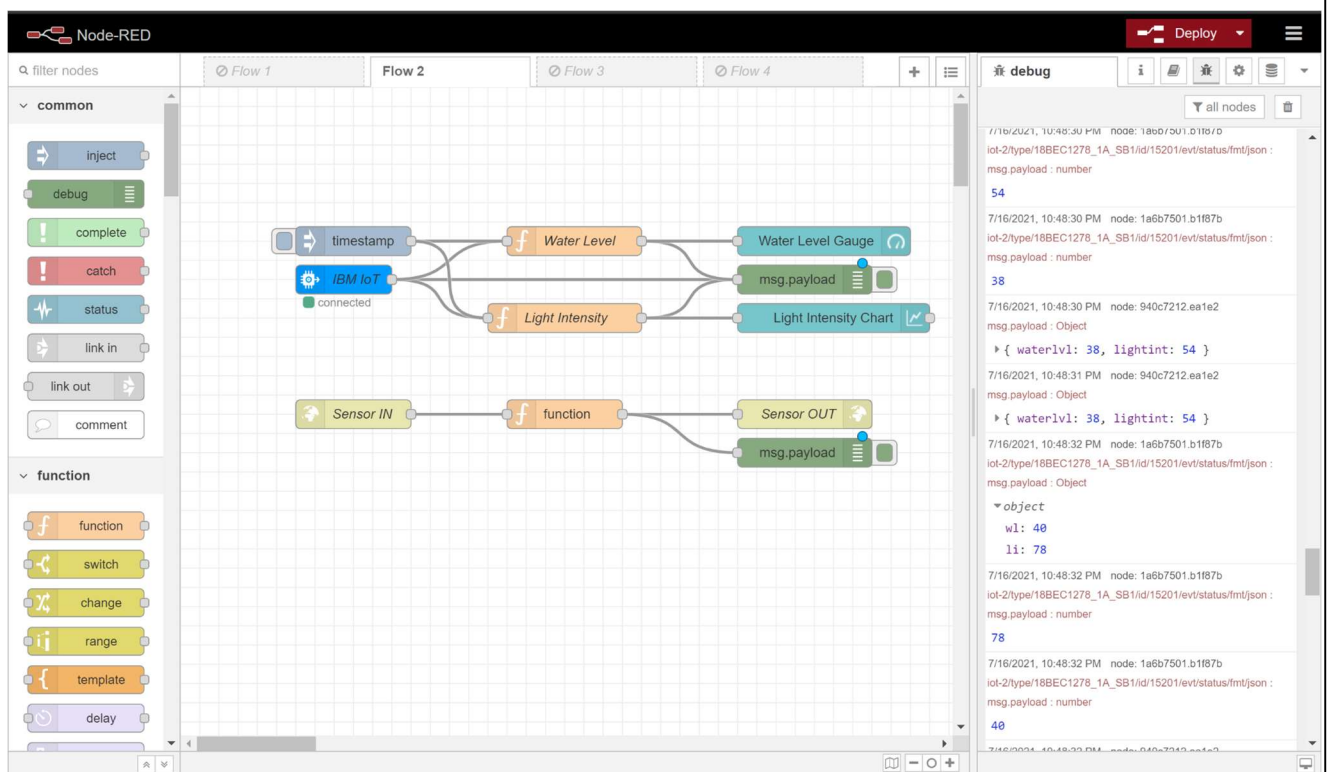 Node-RED
Deploy
filter nodes
Flow 1
Flow 2
Flow 3
Flow 4
debug
i
all nodes
common
inject
debug
complete
catch
status
link in
link out
comment
function
function
switch
change
range
template
delay
timestamp
IBM IoT
connected
Water Level
Light Intensity
Water Level Gauge
msg.payload
Light Intensity Chart
Sensor IN
function
Sensor OUT
msg.payload
7/16/2021, 10:48:30 PM node: 1a6b7501.b1f87b
iot-2/type/18BEC1278_1A_SB1/id/15201/evt/status/fmt/json :
msg.payload : number
54
7/16/2021, 10:48:30 PM node: 1a6b7501.b1f87b
iot-2/type/18BEC1278_1A_SB1/id/15201/evt/status/fmt/json :
msg.payload : number
38
7/16/2021, 10:48:30 PM node: 940c7212.ea1e2
msg.payload : Object
{ waterlvl: 38, lightint: 54 }
7/16/2021, 10:48:31 PM node: 940c7212.ea1e2
msg.payload : Object
{ waterlvl: 38, lightint: 54 }
7/16/2021, 10:48:32 PM node: 1a6b7501.b1f87b
iot-2/type/18BEC1278_1A_SB1/id/15201/evt/status/fmt/json :
msg.payload : Object
object
wl: 40
li: 78
7/16/2021, 10:48:32 PM node: 1a6b7501.b1f87b
iot-2/type/18BEC1278_1A_SB1/id/15201/evt/status/fmt/json :
msg.payload : number
78
7/16/2021, 10:48:32 PM node: 1a6b7501.b1f87b
iot-2/type/18BEC1278_1A_SB1/id/15201/evt/status/fmt/json :
msg.payload : number
40